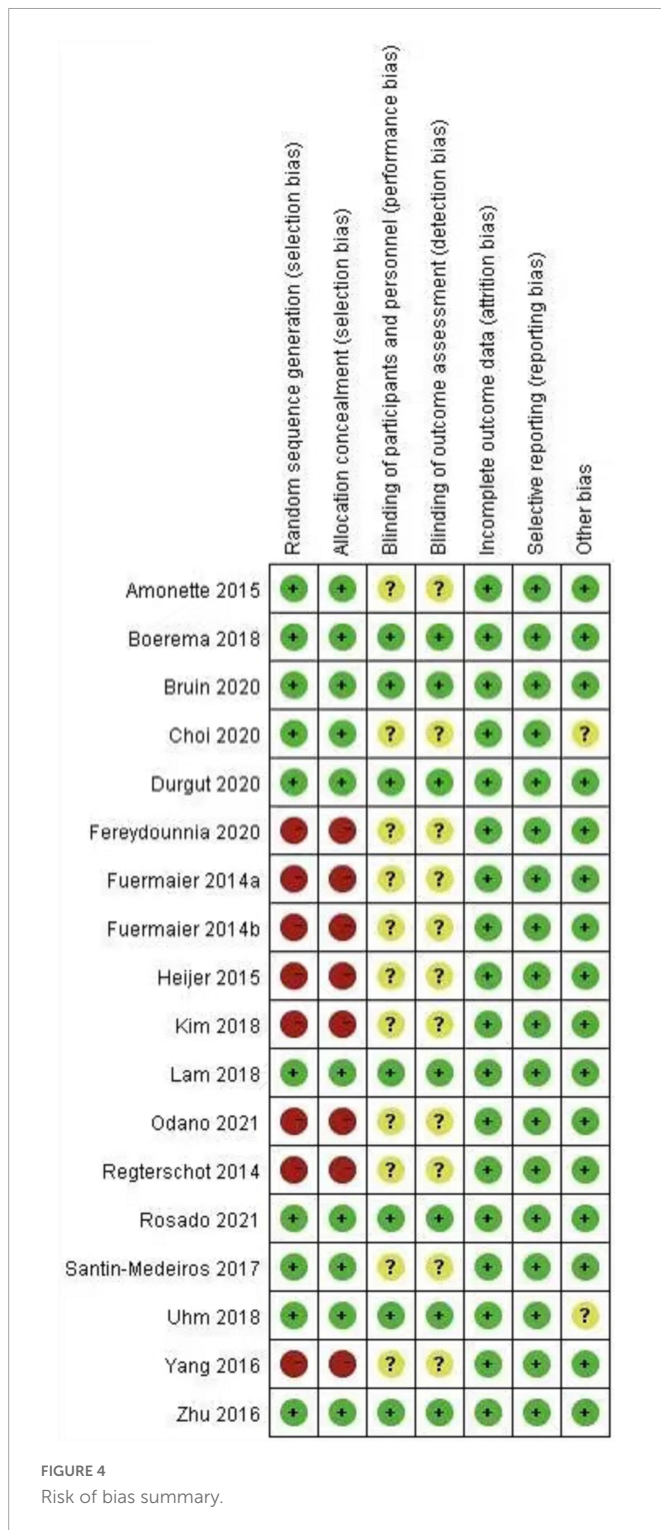 Random sequence generation (selection bias)
Allocation concealment (selection bias)
Blinding of participants and personnel (performance bias)
Blinding of outcome assessment (detection bias)
Incomplete outcome data (attrition bias)
Selective reporting (reporting bias)
Other bias
Amonette 2015 + + ? ? + + +
Boerema 2018 + + + + + + +
Bruin 2020 + + + + + + +
Choi 2020 + + ? ? + + ?
Durgut 2020 + + + + + + +
Fereydounnia 2020 - - ? ? + + +
Fuermaier 2014a - - ? ? + + +
Fuermaier 2014b - - ? ? + + +
Heijer 2015 - - ? ? + + +
Kim 2018 - - ? ? + + +
Lam 2018 + + + + + + +
Odano 2021 - - ? ? + + +
Regterschot 2014 - - ? ? + + +
Rosado 2021 + + + + + + +
Santin-Medeiros 2017 + + ? ? + + +
Uhm 2018 + + + + + + ?
Yang 2016 - - ? ? + + +
Zhu 2016 + + + + + + +
FIGURE 4
Risk of bias summary.